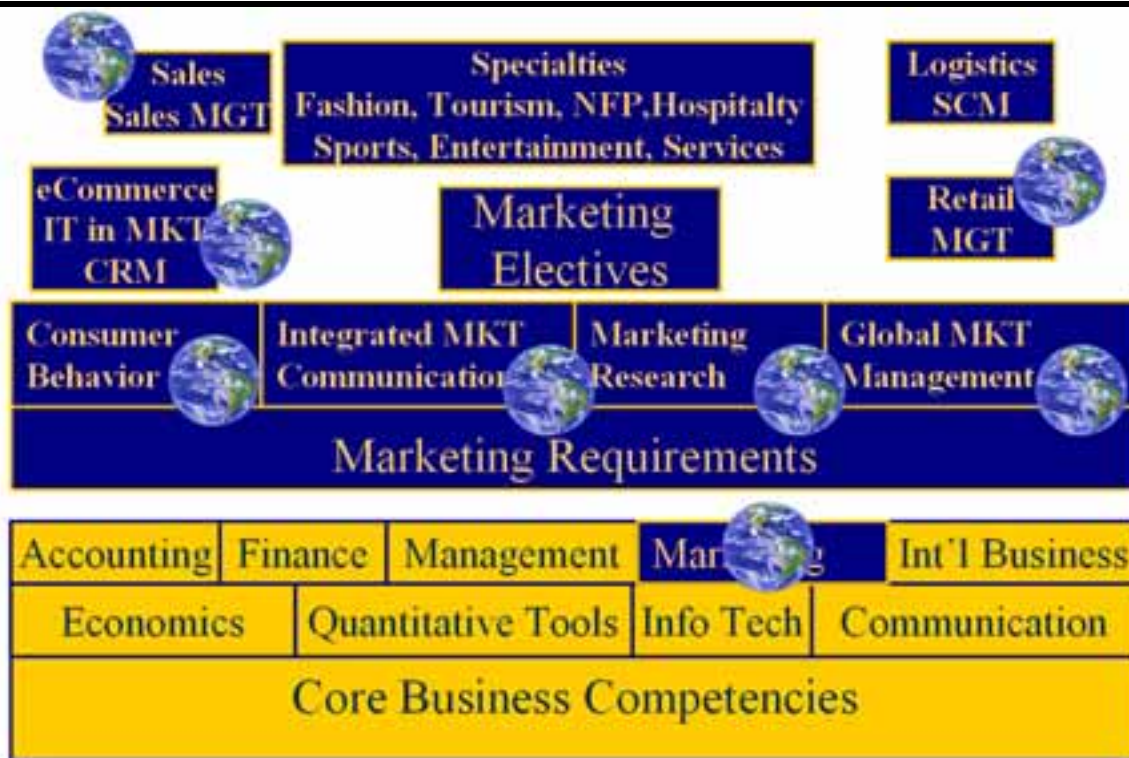 Sales
Sales MGT
Specialties
Fashion, Tourism, NFP,Hospitalty
Sports, Entertainment, Services
Logistics
SCM
eCommerce
IT in MKT
CRM
Marketing
Electives
Retail
MGT
Consumer
Behavior
Integrated MKT
Communication
Marketing
Research
Global MKT
Management
Marketing Requirements
Accounting
Finance
Management
Int'l Business
Economics
Quantitative Tools
Info Tech
Communication
Core Business Competencies